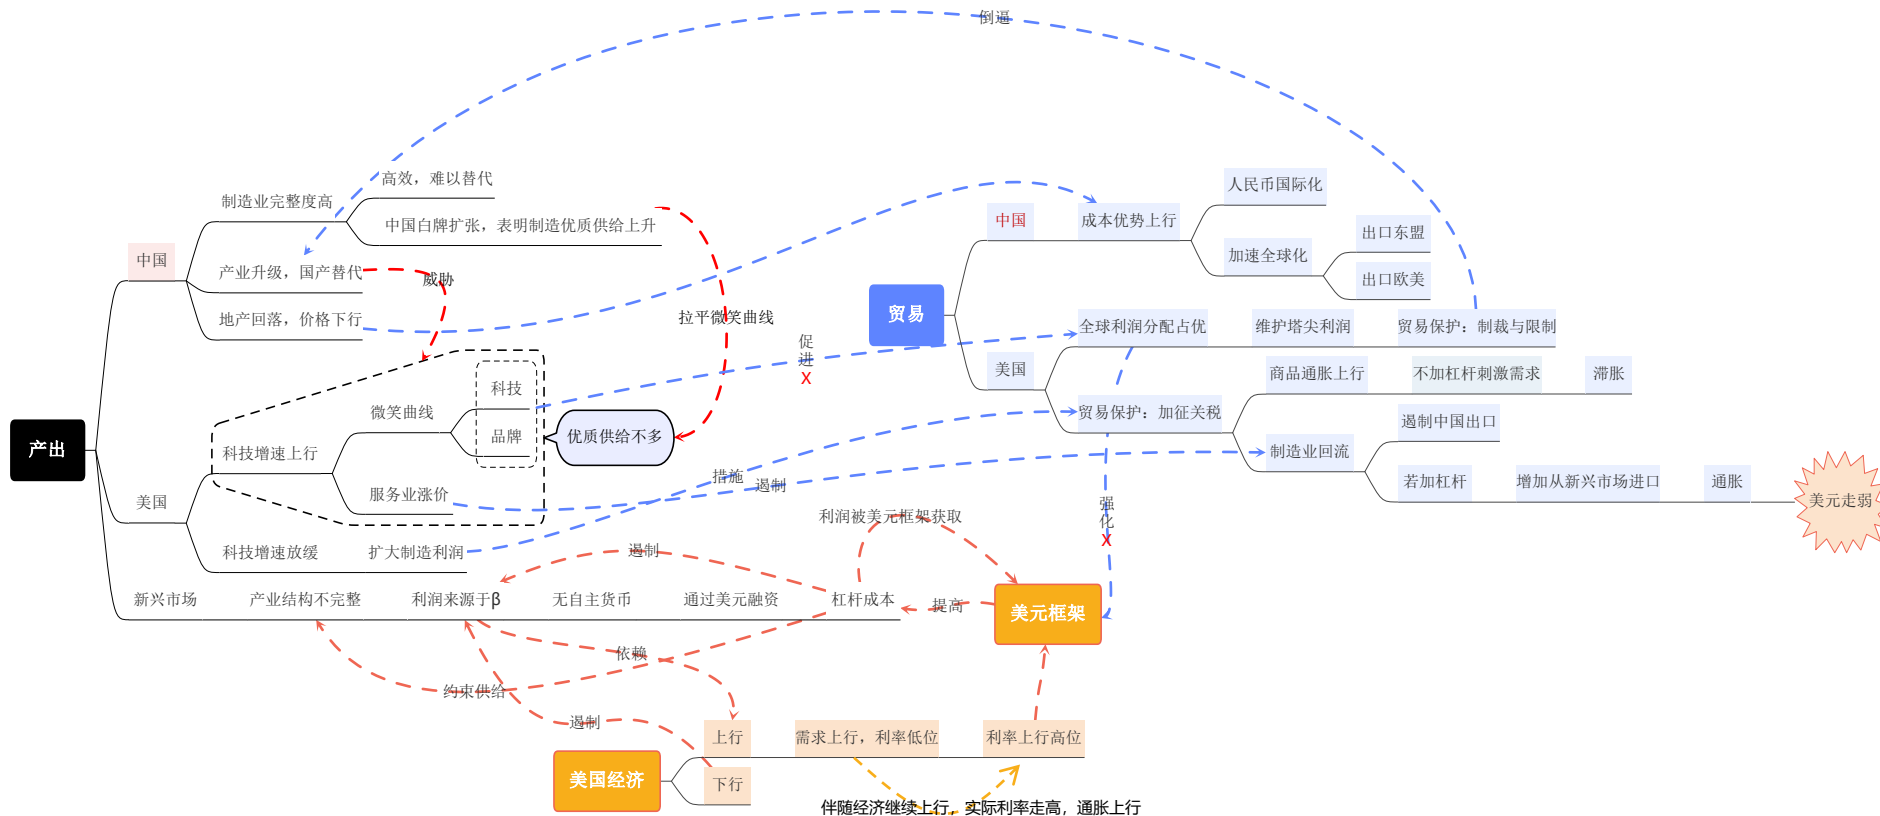 倒逼
高效，难以替代
制造业完整度高
中国白牌扩张，表明制造优质供给上升
中国
产业升级，国产替代
威胁
地产回落，价格下行
拉平微笑曲线
促进
X
科技
微笑曲线
品牌
优质供给不多
产出
科技增速上行
服务业涨价
美国
科技增速放缓
扩大制造利润
措施
遏制
新兴市场
产业结构不完整
利润来源于β
无自主货币
通过美元融资
杠杆成本
遏制
利润被美元框架获取
提高
美元框架
强化
X
依赖
约束供给
遏制
人民币国际化
中国
成本优势上行
出口东盟
加速全球化
出口欧美
贸易
全球利润分配占优
维护塔尖利润
贸易保护：制裁与限制
美国
商品通胀上行
不加杠杆刺激需求
滞胀
贸易保护：加征关税
遏制中国出口
制造业回流
若加杠杆
增加从新兴市场进口
通胀
美元走弱
上行
需求上行，利率低位
利率上行高位
美国经济
下行
伴随经济继续上行，实际利率走高，通胀上行